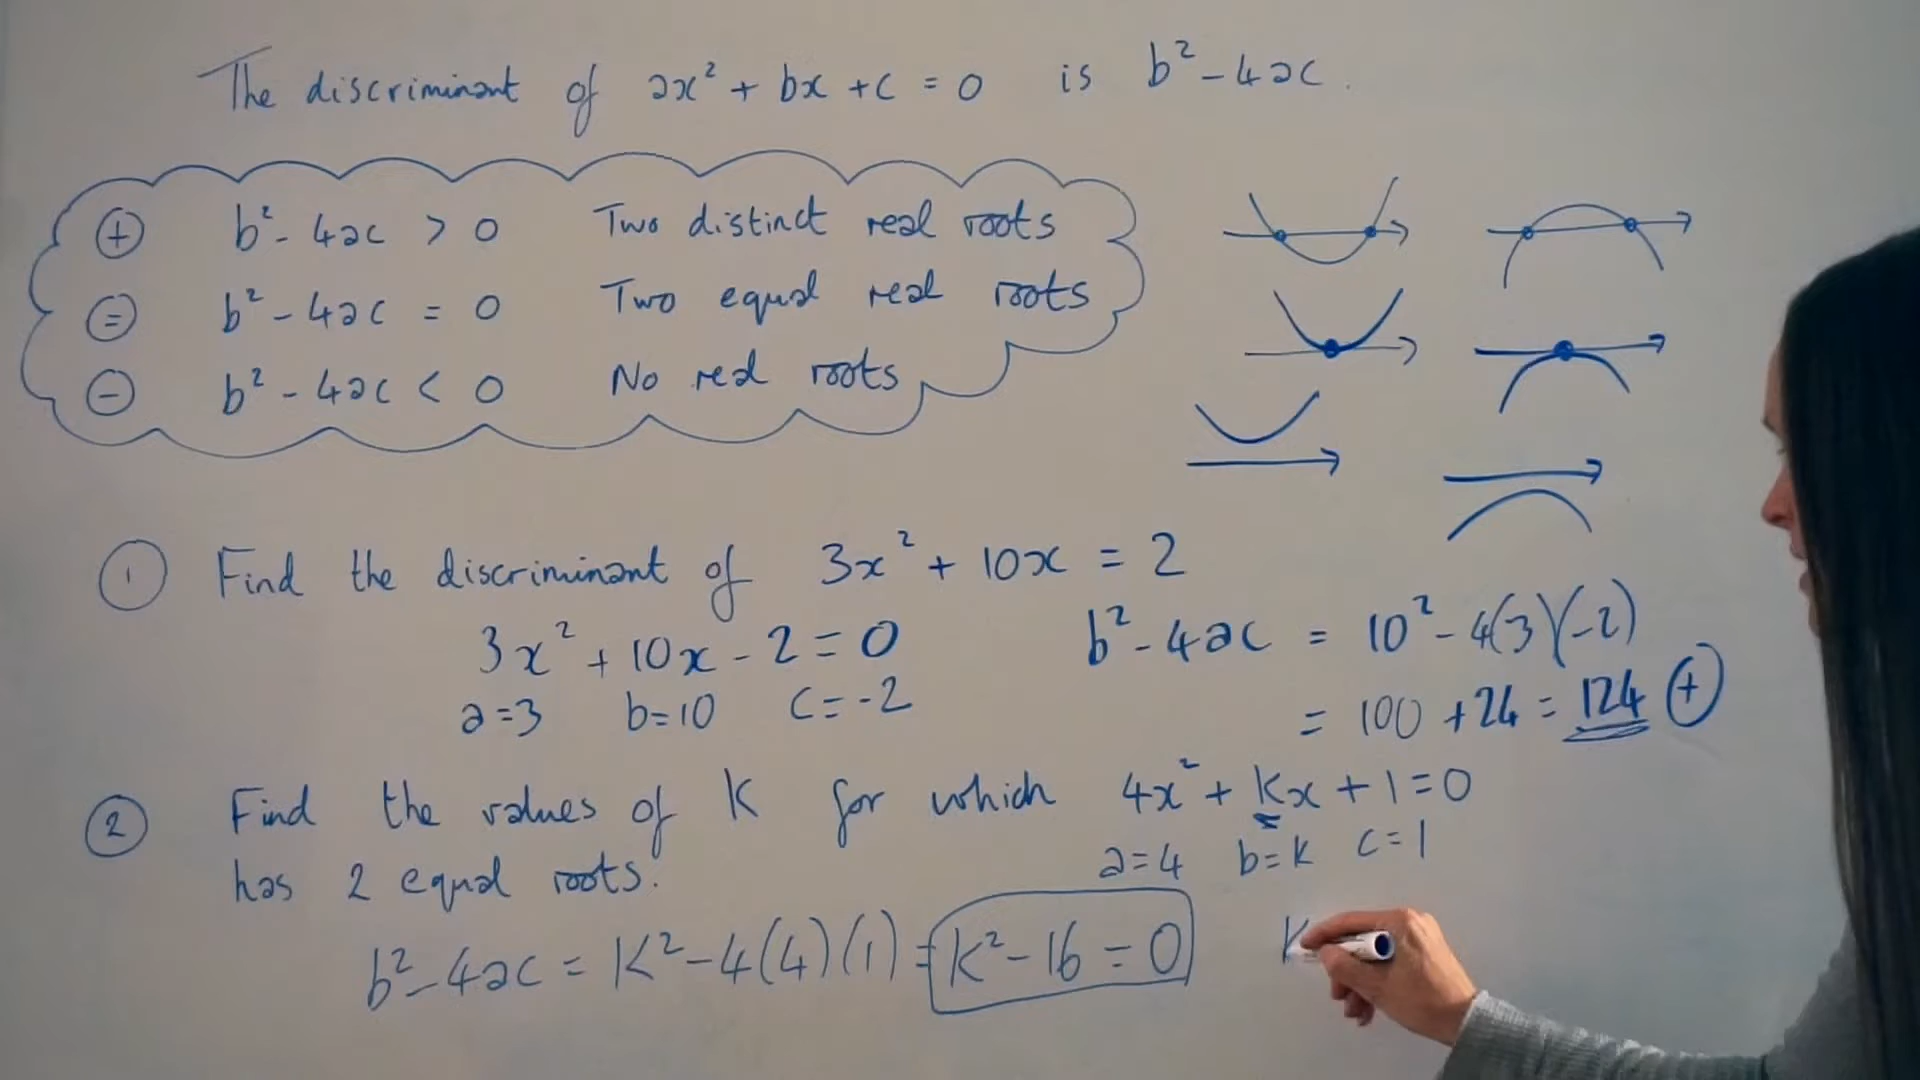 The discriminant of ax² + bx + c = 0 is b² - 4ac.
+ b² - 4ac > 0 Two distinct real roots
= b² - 4ac = 0 Two equal real roots
- b² - 4ac < 0 No real roots
1 Find the discriminant of 3x² + 10x = 2
3x² + 10x - 2 = 0
a=3 b=10 c=-2
b² - 4ac = 10² - 4(3)(-2)
= 100 + 24 = 124 +
2 Find the values of K for which 4x² + Kx + 1 = 0
has 2 equal roots.
a=4 b=K c=1
b² - 4ac = K² - 4(4)(1) = K² - 16 = 0 K